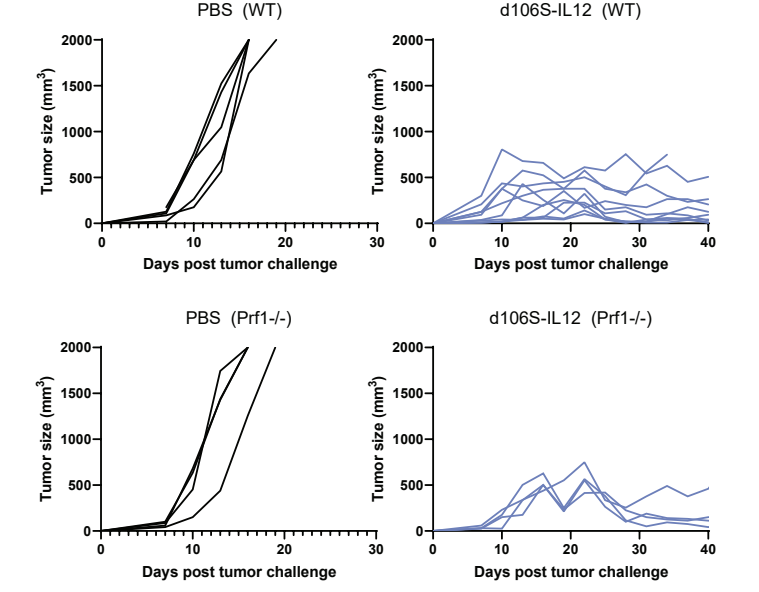 PBS (WT)
2000
1500
1000
500
0
Tumor size (mm³)
0 10 20 30
Days post tumor challenge
d106S-IL12 (WT)
2000
1500
1000
500
0
Tumor size (mm³)
0 10 20 30 40
Days post tumor challenge
PBS (Prf1-/-)
2000
1500
1000
500
0
Tumor size (mm³)
0 10 20 30
Days post tumor challenge
d106S-IL12 (Prf1-/-)
2000
1500
1000
500
0
Tumor size (mm³)
0 10 20 30 40
Days post tumor challenge